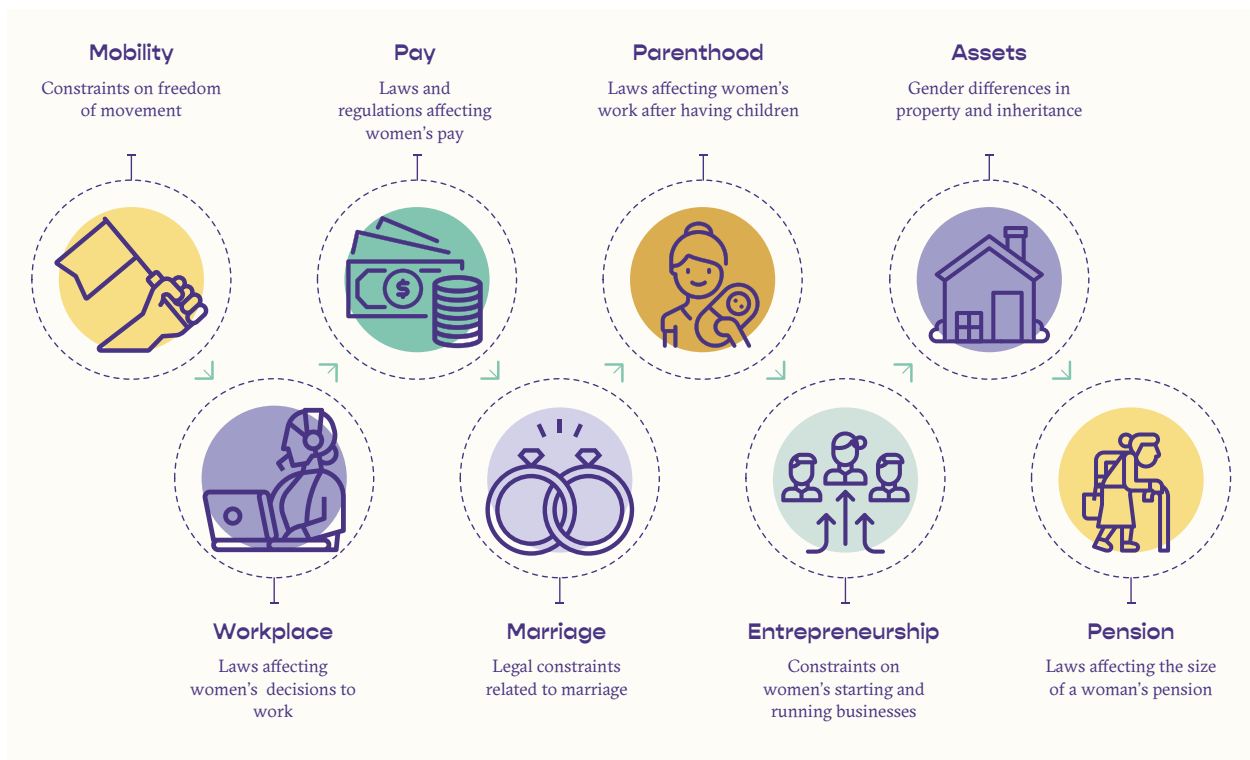 Mobility
Constraints on freedom
of movement
Pay
Laws and
regulations affecting
women's pay
Parenthood
Laws affecting women's
work after having children
Assets
Gender differences in
property and inheritance
$
Workplace
Laws affecting
women's decisions to
work
Marriage
Legal constraints
related to marriage
Entrepreneurship
Constraints on
women's starting and
running businesses
Pension
Laws affecting the size
of a woman's pension